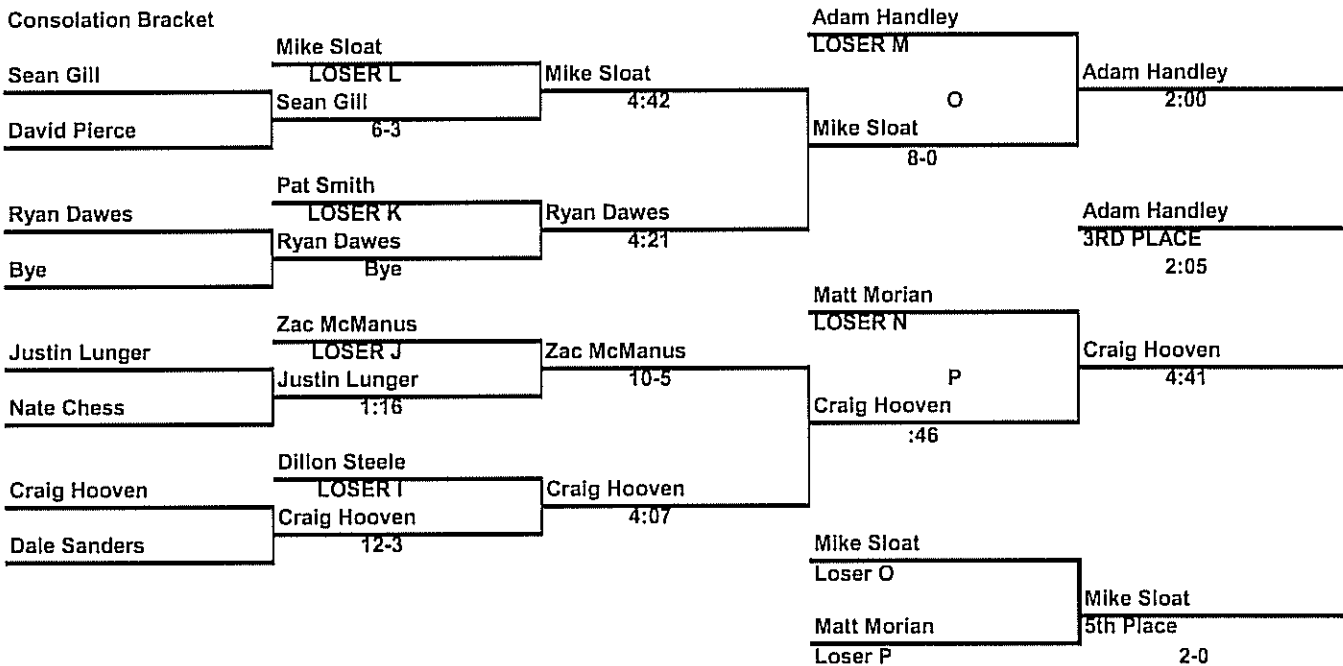 Consolation Bracket
Sean Gill
David Pierce
Ryan Dawes
Bye
Justin Lunger
Nate Chess
Craig Hooven
Dale Sanders
Mike Sloat
LOSER L
Sean Gill
6-3
Pat Smith
LOSER K
Ryan Dawes
Bye
Zac McManus
LOSER J
Justin Lunger
1:16
Dillon Steele
LOSER I
Craig Hooven
12-3
Mike Sloat
4:42
Ryan Dawes
4:21
Zac McManus
10-5
Craig Hooven
4:07
Adam Handley
LOSER M
O
Mike Sloat
8-0
Matt Morian
LOSER N
P
Craig Hooven
:46
Mike Sloat
Loser O
Matt Morian
Loser P
Adam Handley
2:00
Adam Handley
3RD PLACE
2:05
Craig Hooven
4:41
Mike Sloat
5th Place
2-0